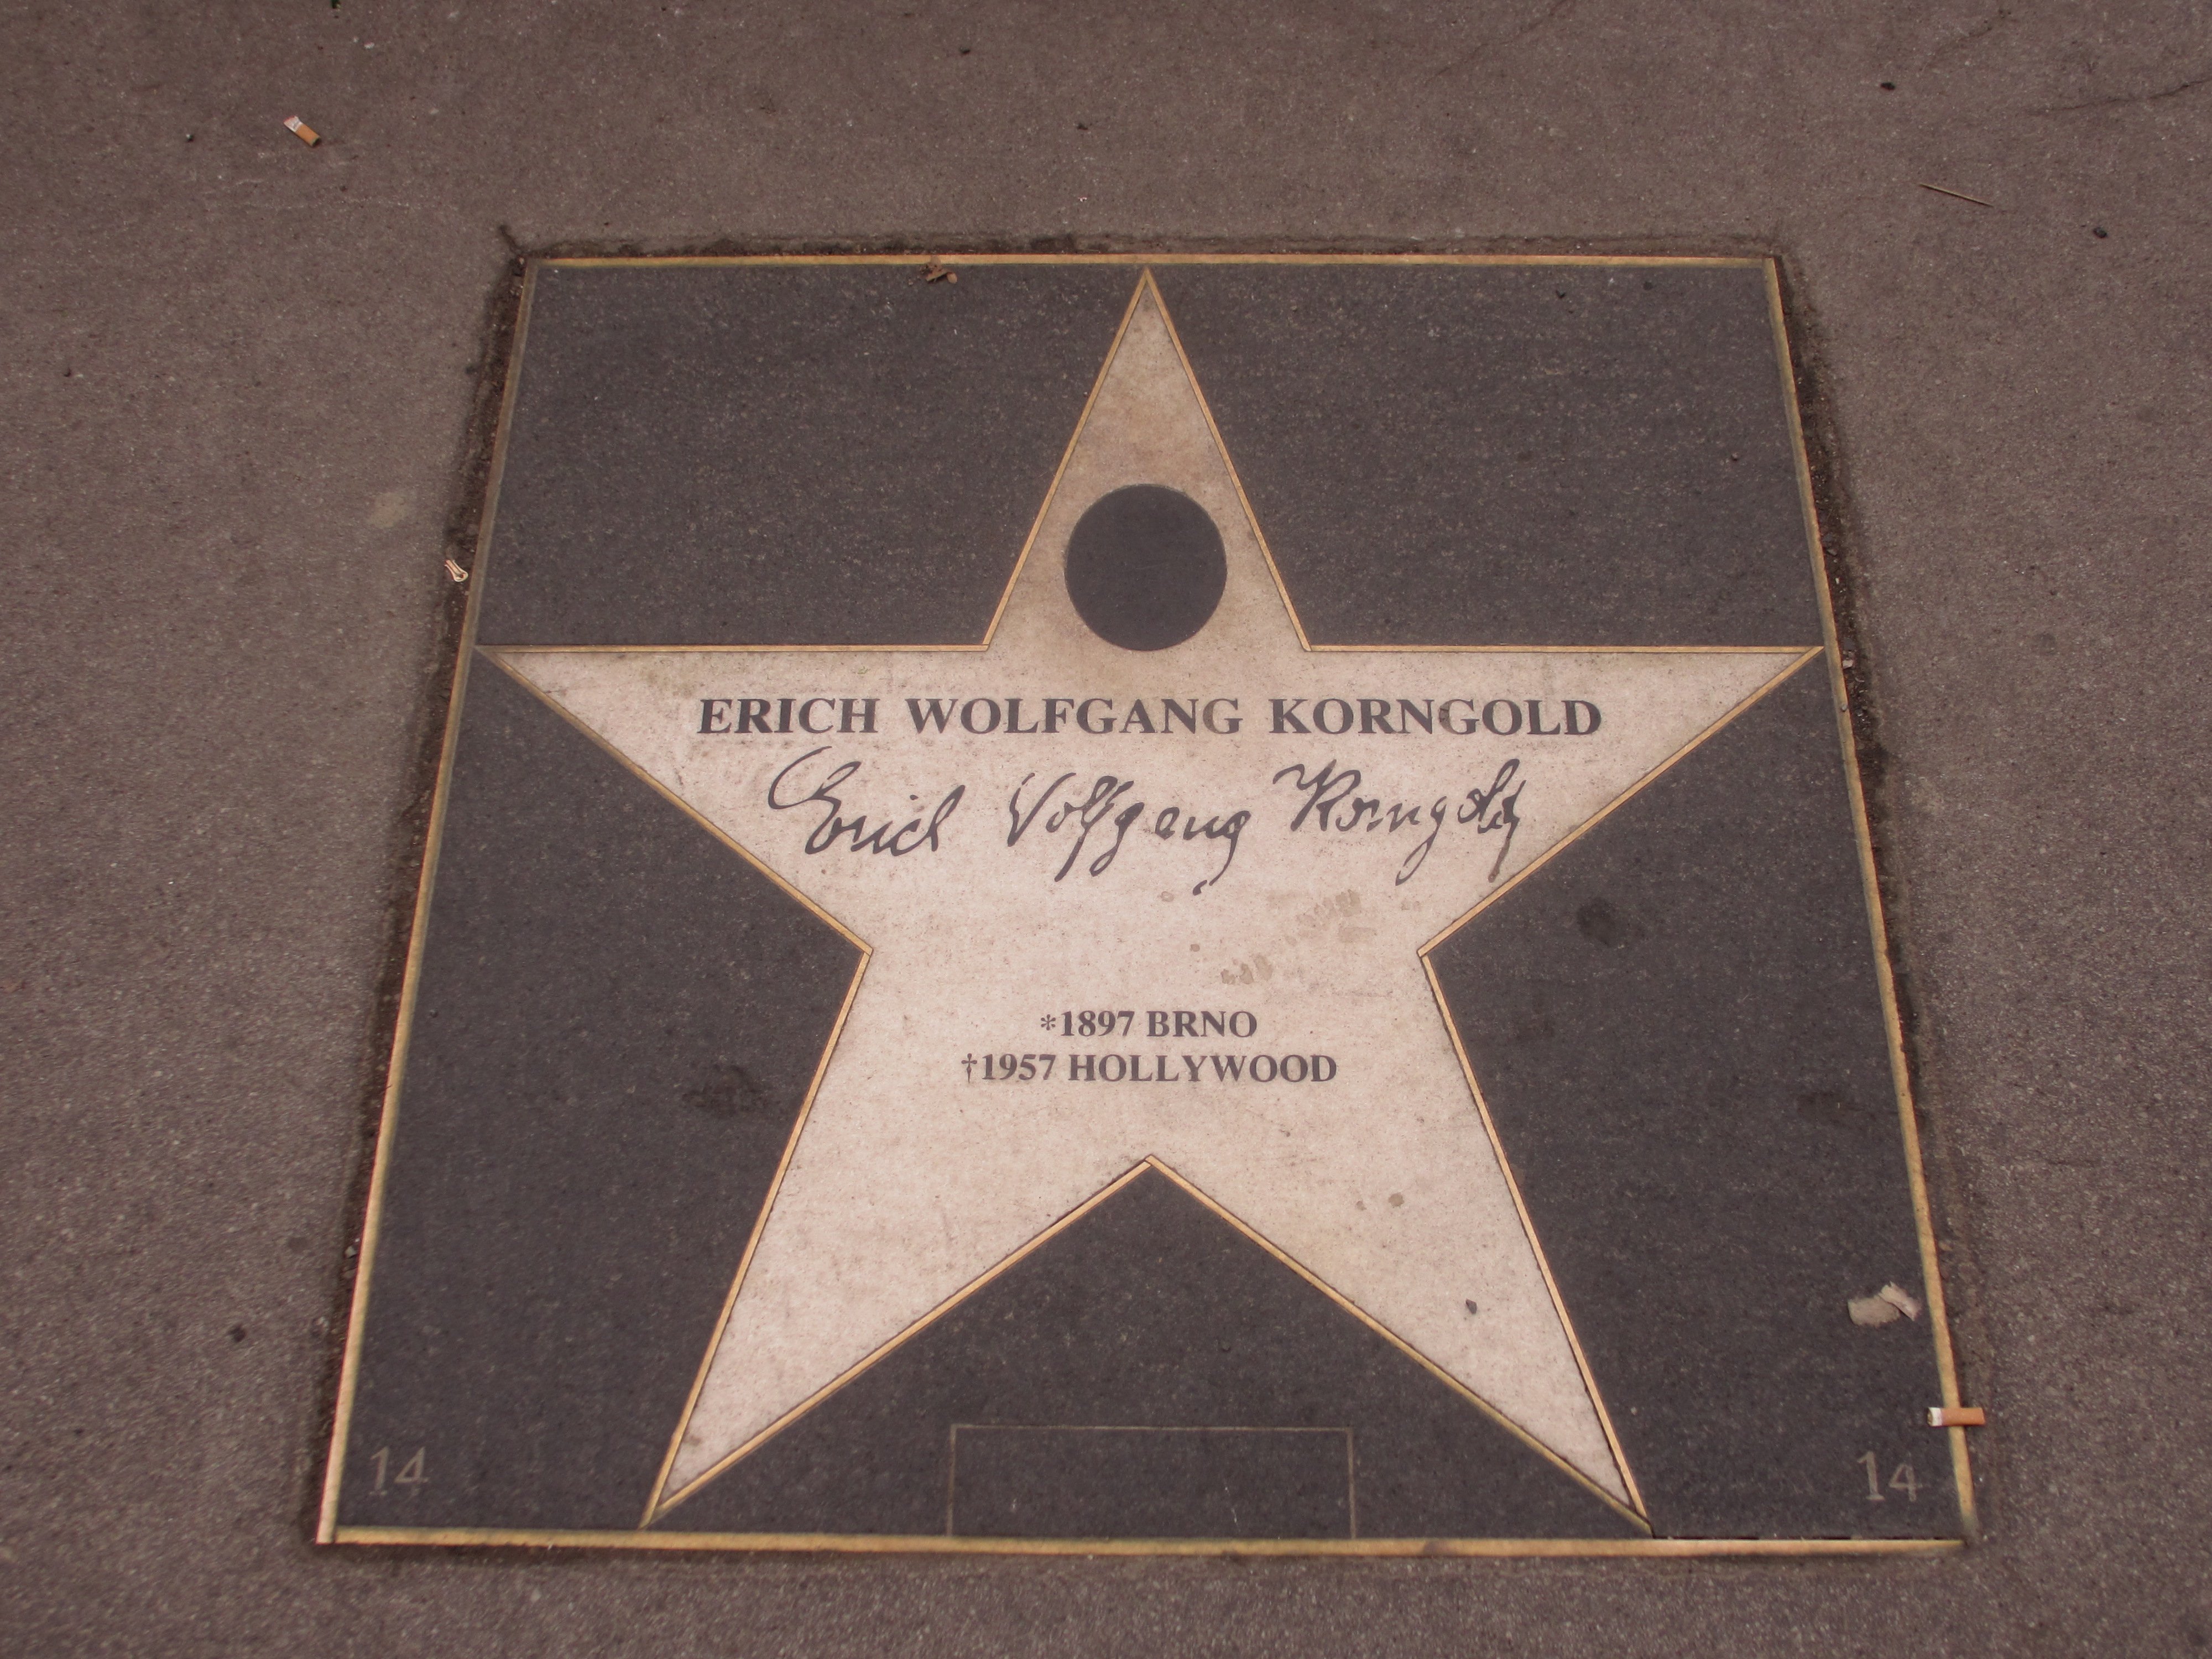 ERICH WOLFGANG KORNGOLD
Erich Wolfgang Korngold
*1897 BRNO
†1957 HOLLYWOOD
14 14